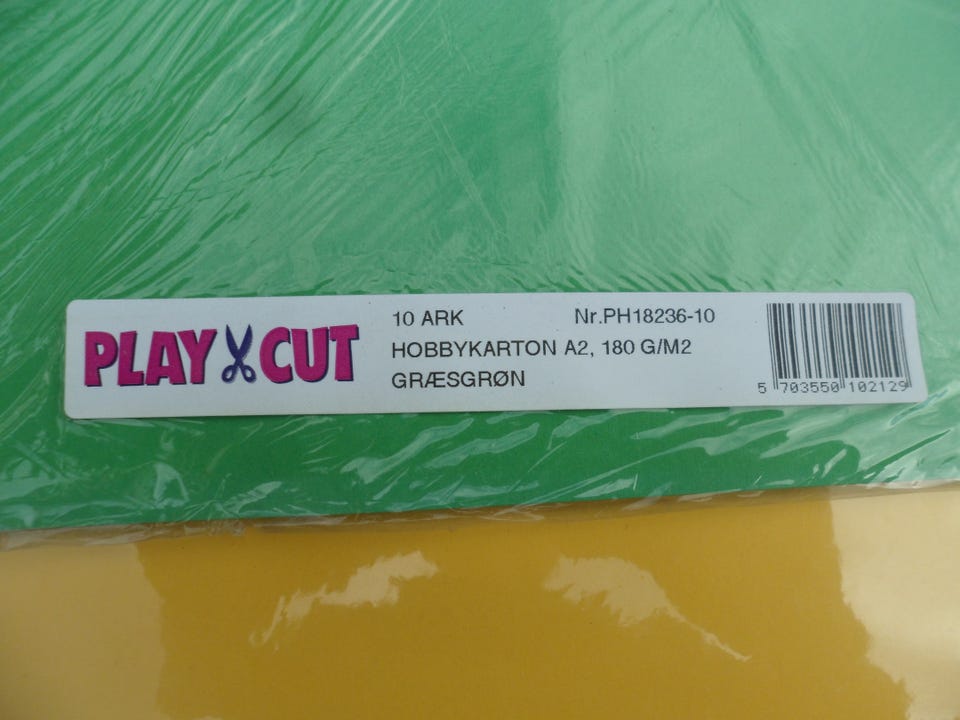 PLAY CUT
10 ARK Nr.PH18236-10
HOBBYKARTON A2, 180 G/M2
GRÆSGRØN
5 703550 102129